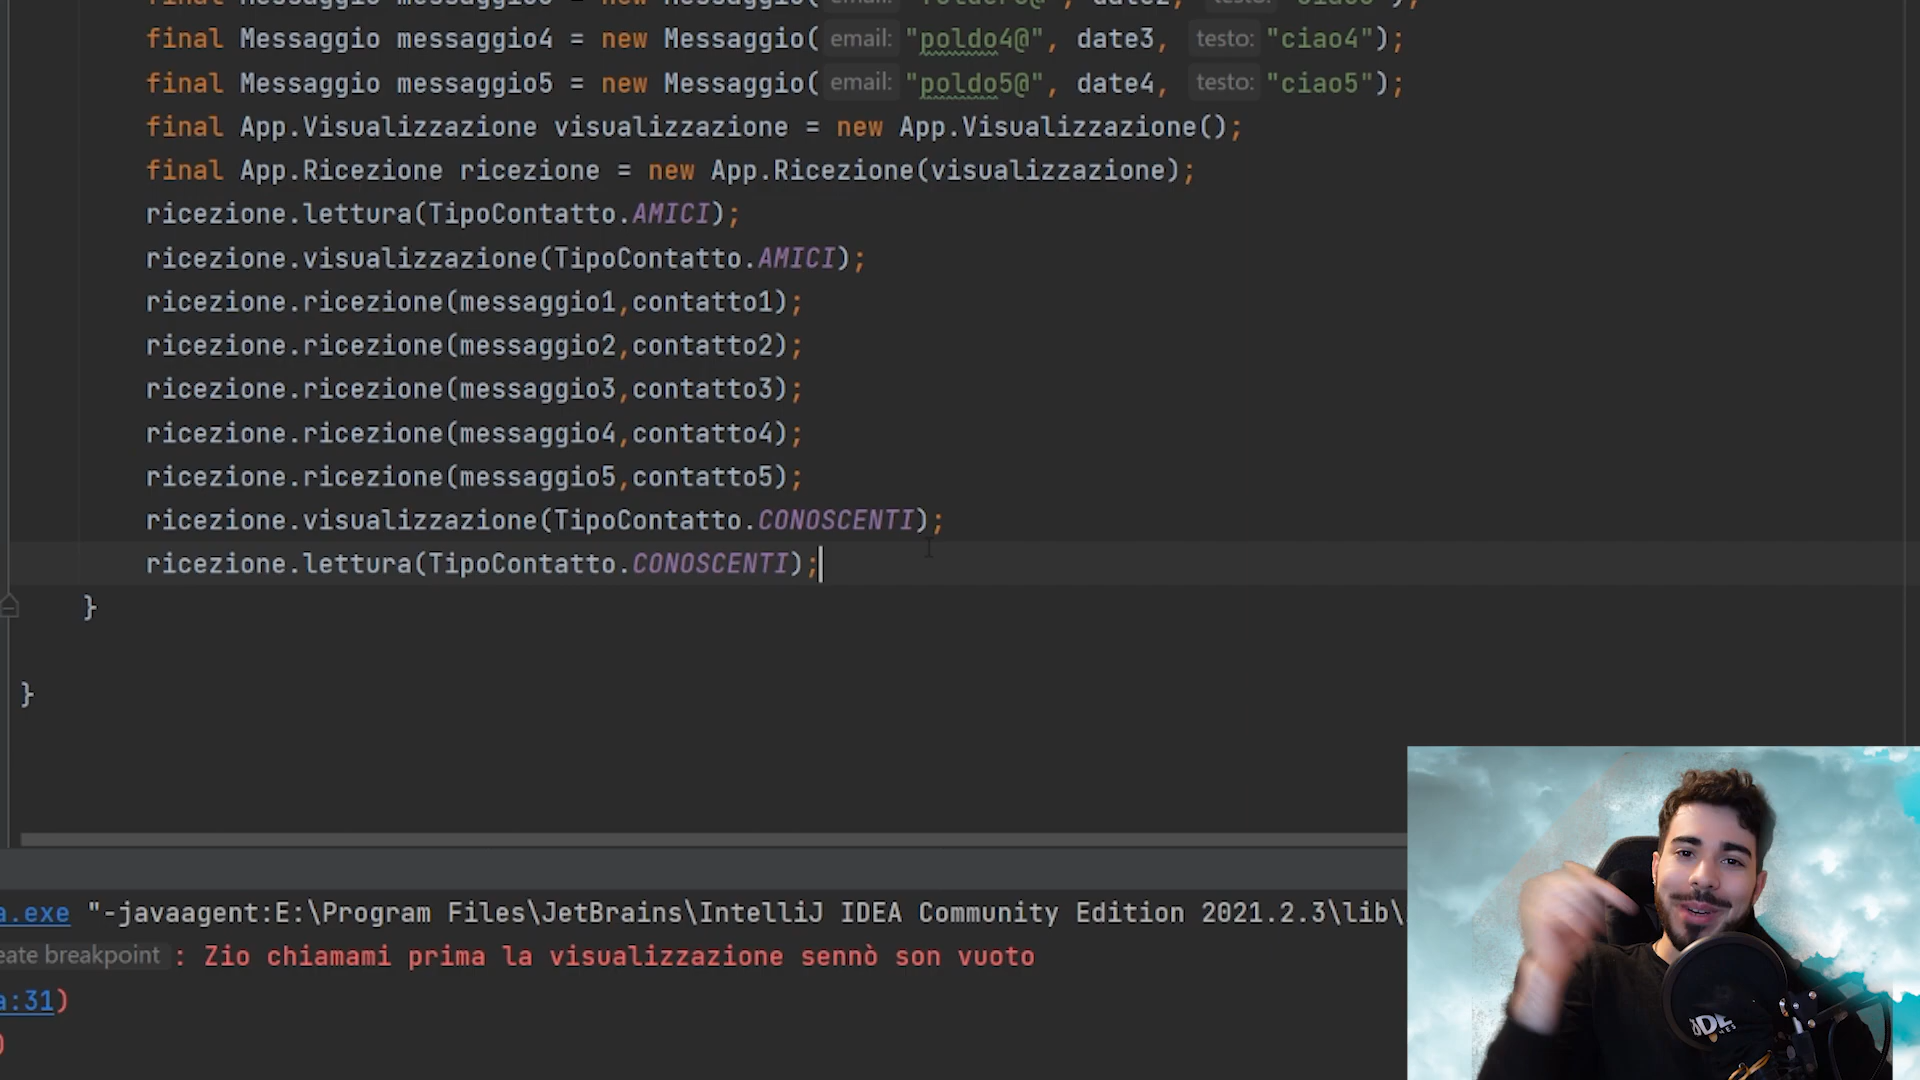 final Messaggio messaggio4 = new Messaggio( email: "poldo4@", date3, testo: "ciao4");
final Messaggio messaggio5 = new Messaggio( email: "poldo5@", date4, testo: "ciao5");
final App.Visualizzazione visualizzazione = new App.Visualizzazione();
final App.Ricezione ricezione = new App.Ricezione(visualizzazione);
ricezione.lettura(TipoContatto.AMICI);
ricezione.visualizzazione(TipoContatto.AMICI);
ricezione.ricezione(messaggio1,contatto1);
ricezione.ricezione(messaggio2,contatto2);
ricezione.ricezione(messaggio3,contatto3);
ricezione.ricezione(messaggio4,contatto4);
ricezione.ricezione(messaggio5,contatto5);
ricezione.visualizzazione(TipoContatto.CONOSCENTI);
ricezione.lettura(TipoContatto.CONOSCENTI);
}
}
a.exe "-javaagent:E:\Program Files\JetBrains\IntelliJ IDEA Community Edition 2021.2.3\lib\
eate breakpoint : Zio chiamami prima la visualizzazione sennò son vuoto
a:31)
)